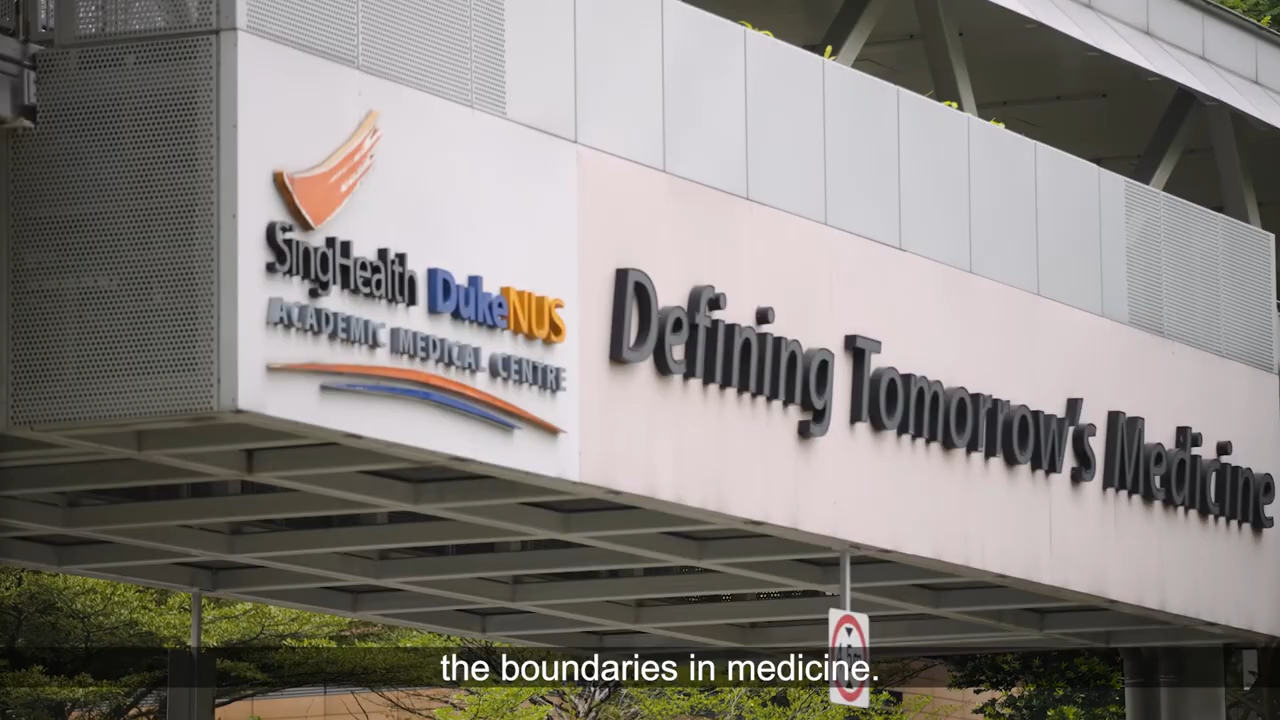 SingHealth DukeNUS
ACADEMIC MEDICAL CENTRE
Defining Tomorrow's Medicine
the boundaries in medicine.